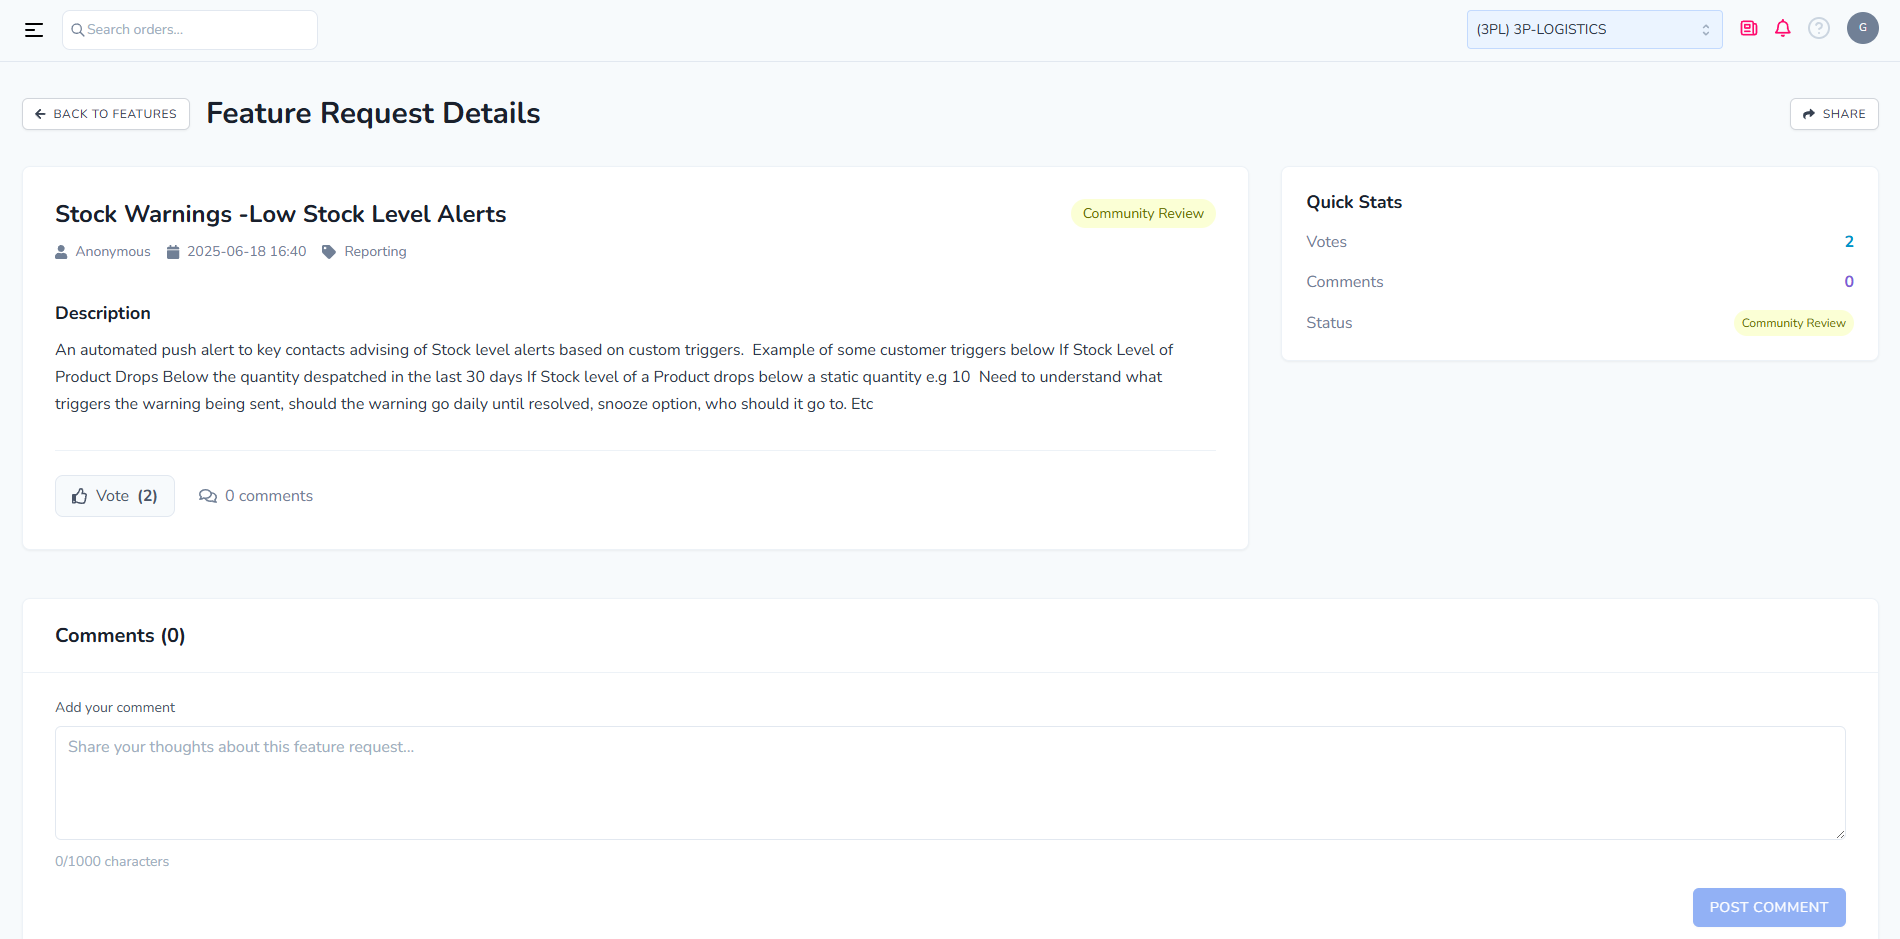 Search orders...
(3PL) 3P-LOGISTICS
?
G
BACK TO FEATURES
Feature Request Details
SHARE
Stock Warnings -Low Stock Level Alerts
Community Review
Anonymous 2025-06-18 16:40 Reporting
Description
An automated push alert to key contacts advising of Stock level alerts based on custom triggers.  Example of some customer triggers below If Stock Level of
Product Drops Below the quantity despatched in the last 30 days If Stock level of a Product drops below a static quantity e.g 10  Need to understand what
triggers the warning being sent, should the warning go daily until resolved, snooze option, who should it go to. Etc
Vote (2)
0 comments
Quick Stats
Votes 2
Comments 0
Status Community Review
Comments (0)
Add your comment
Share your thoughts about this feature request...
0/1000 characters
POST COMMENT